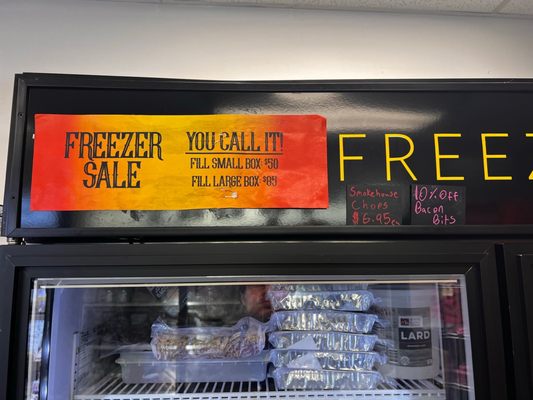 FREEZER
SALE
YOU CALL IT!
FILL SMALL BOX $50
FILL LARGE BOX $85
FREEZ
Smokehouse
Chops
$6.95 ea
10% OFF
Bacon
Bits
LARD